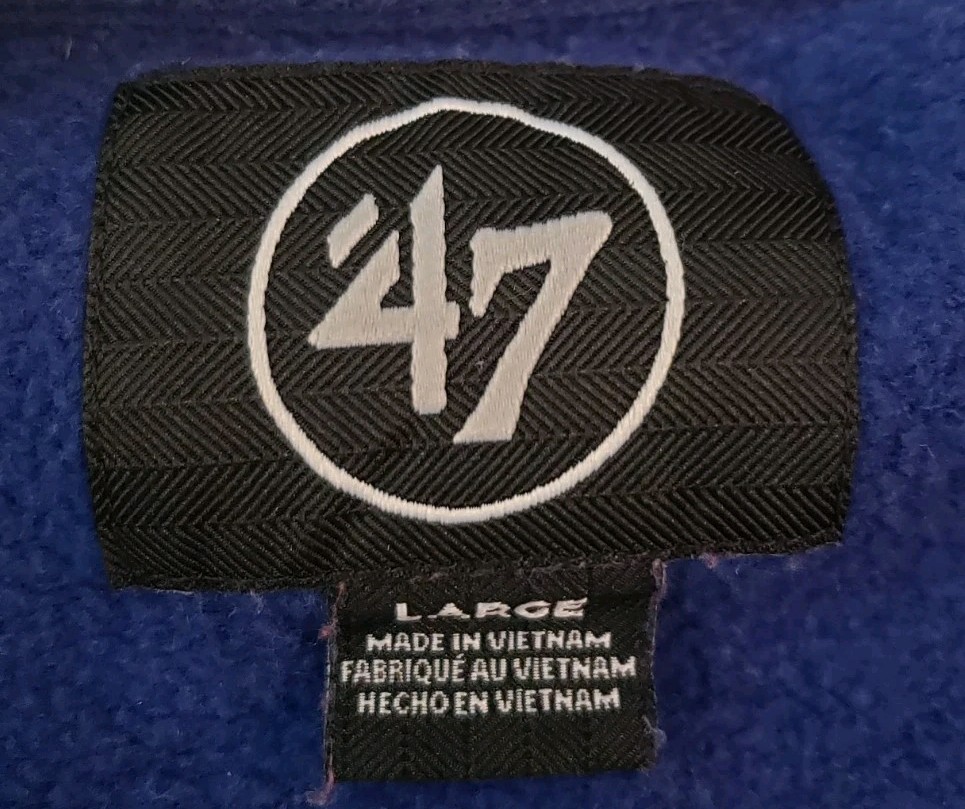 '47
LARGE
MADE IN VIETNAM
FABRIQUÉ AU VIETNAM
HECHO EN VIETNAM